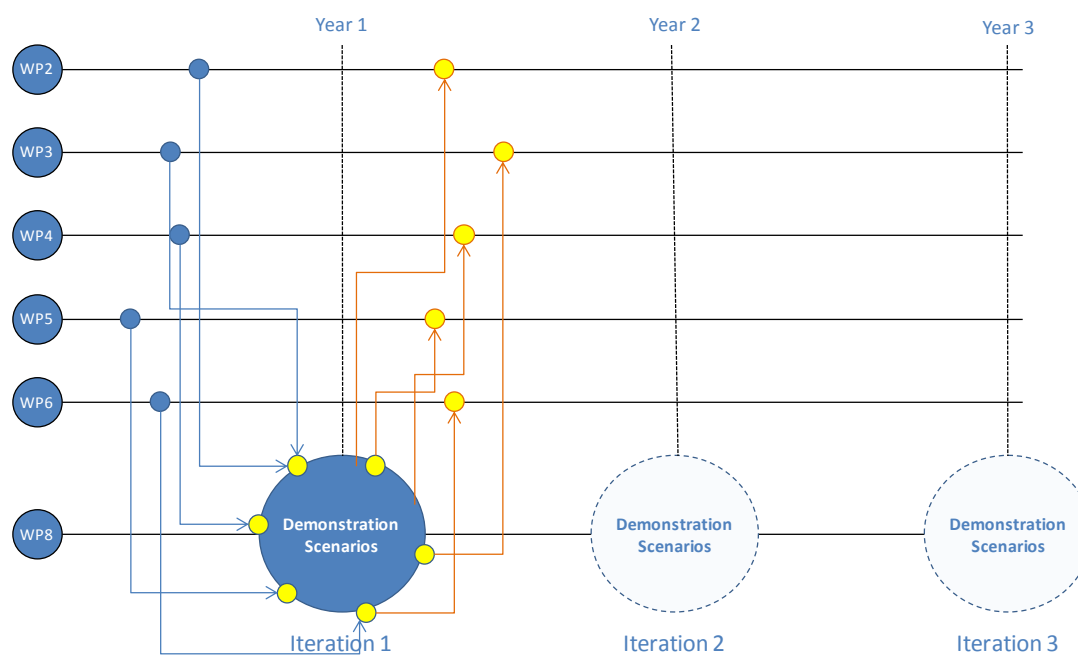 Year 1
Year 2
Year 3
WP2
WP3
WP4
WP5
WP6
WP8
Demonstration
Scenarios
Demonstration
Scenarios
Demonstration
Scenarios
Iteration 1
Iteration 2
Iteration 3